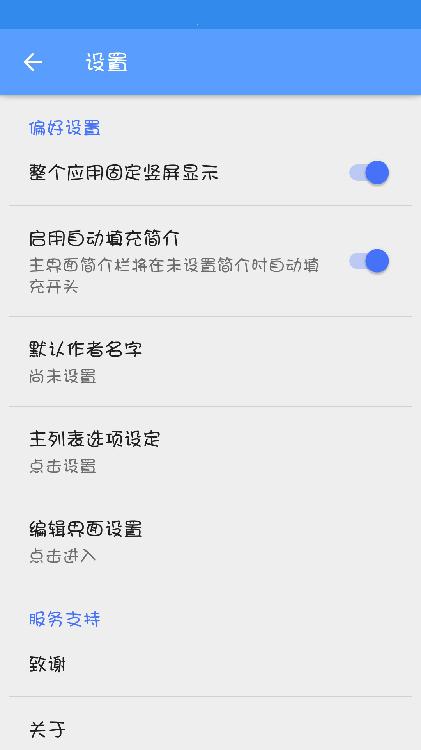 设置
偏好设置
整个应用固定竖屏显示
启用自动填充简介
主界面简介栏将在未设置简介时自动填
充开头
默认作者名字
尚未设置
主列表选项设定
点击设置
编辑界面设置
点击进入
服务支持
致谢
关于